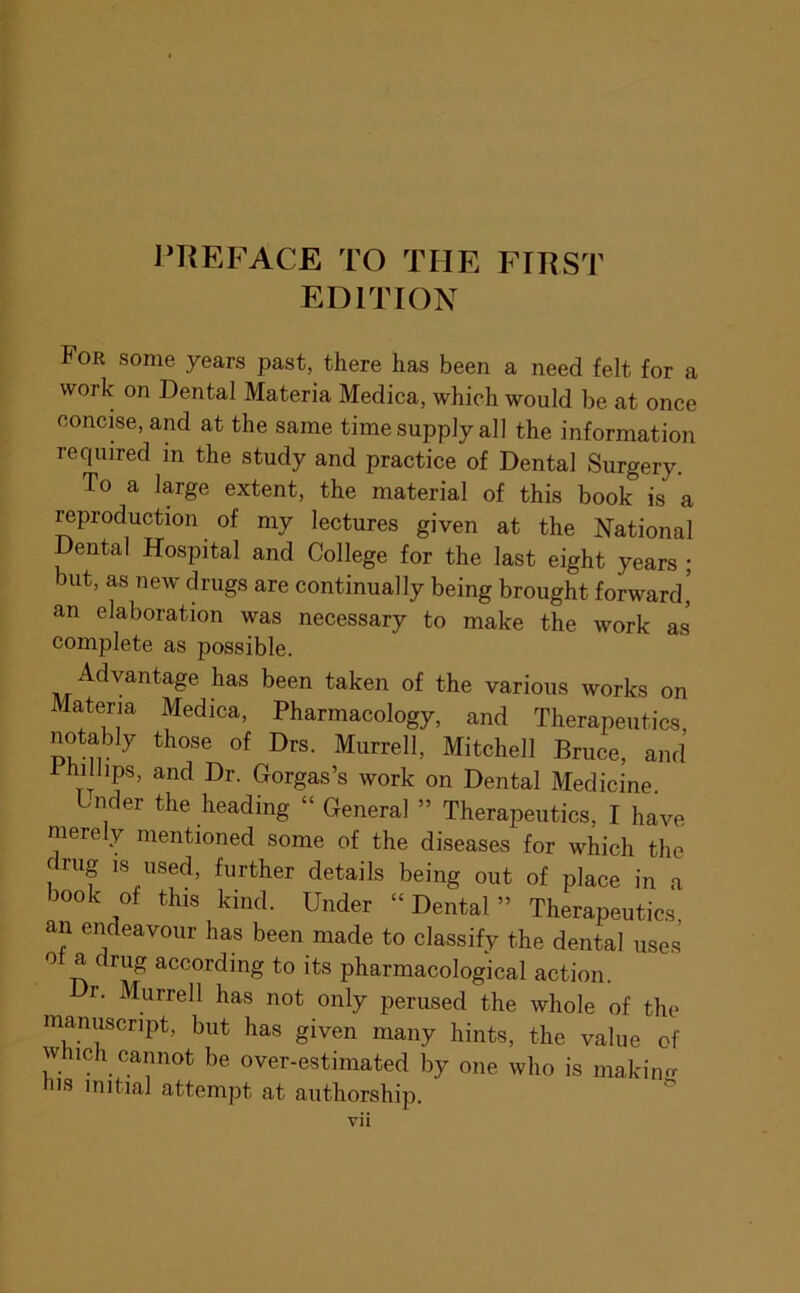 PREFACE TO THE FIRST
EDITION
For some years past, there has been a need felt for a
work on Dental Materia Medica, which would be at once
concise, and at the same time supply all the information
required in the study and practice of Dental Surgery.
To a large extent, the material of this book is a
reproduction of my lectures given at the National
Dental Hospital and College for the last eight years ;
but, as new drugs are continually being brought forward,
an elaboration was necessary to make the work as
complete as possible.
Advantage has been taken of the various works on
Materia Medica, Pharmacology, and Therapeutics,
notably those of Drs. Murrell, Mitchell Bruce, and
Phillips, and Dr. Gorgas's work on Dental Medicine.
Under the heading “ General ” Therapeutics, I have
merely mentioned some of the diseases for which the
drug is used, further details being out of place in a
book of this kind. Under “ Dental ” Therapeutics,
an endeavour has been made to classify the dental uses
of a drug according to its pharmacological action.
Dr. Murrell has not only perused the whole of the
manuscript, but has given many hints, the value of
which cannot be over-estimated by one who is making
his initial attempt at authorship.
vii